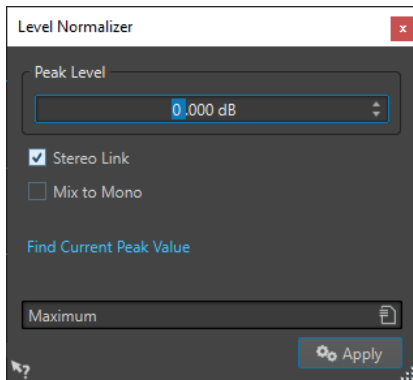 Level Normalizer
x
Peak Level
0.000 dB
Stereo Link
Mix to Mono
Find Current Peak Value
Maximum
Apply
?